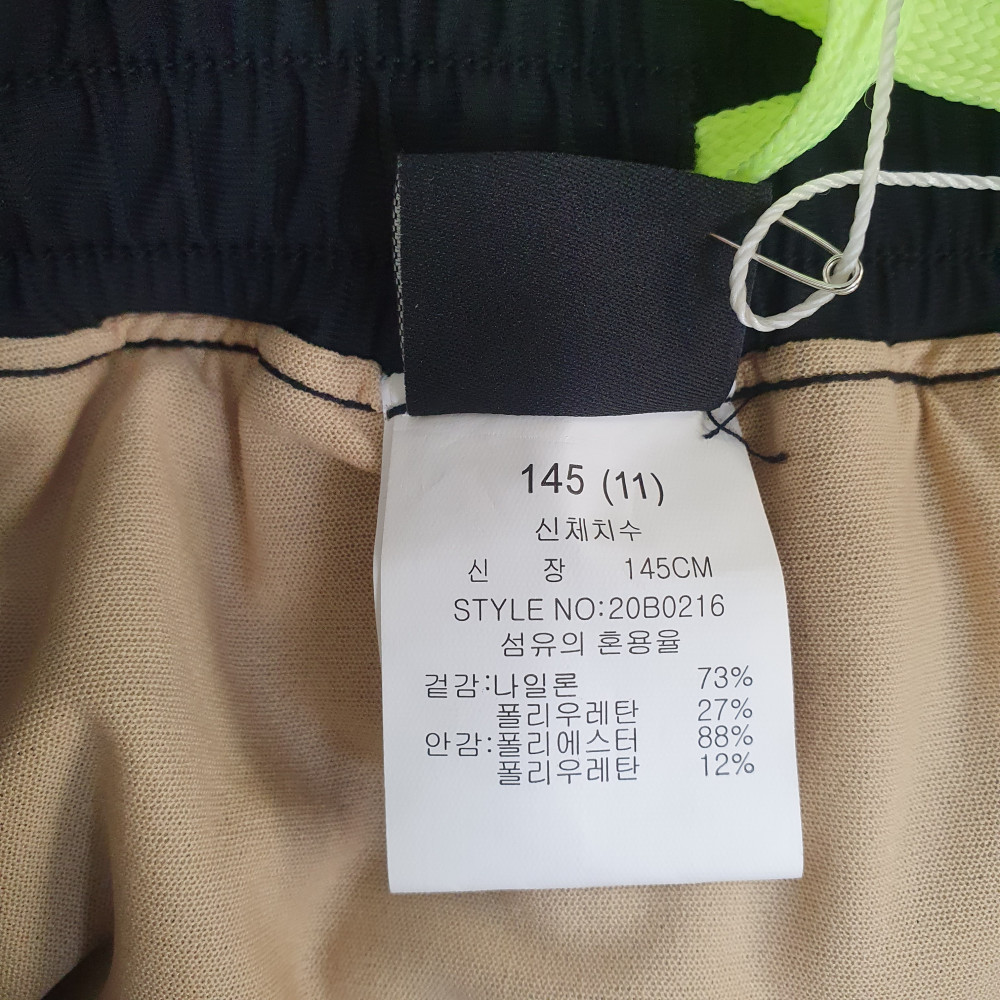 145 (11)
신체치수
신 장 145CM
STYLE NO:20B0216
섬유의 혼용율
겉감:나일론 73%
폴리우레탄 27%
안감:폴리에스터 88%
폴리우레탄 12%